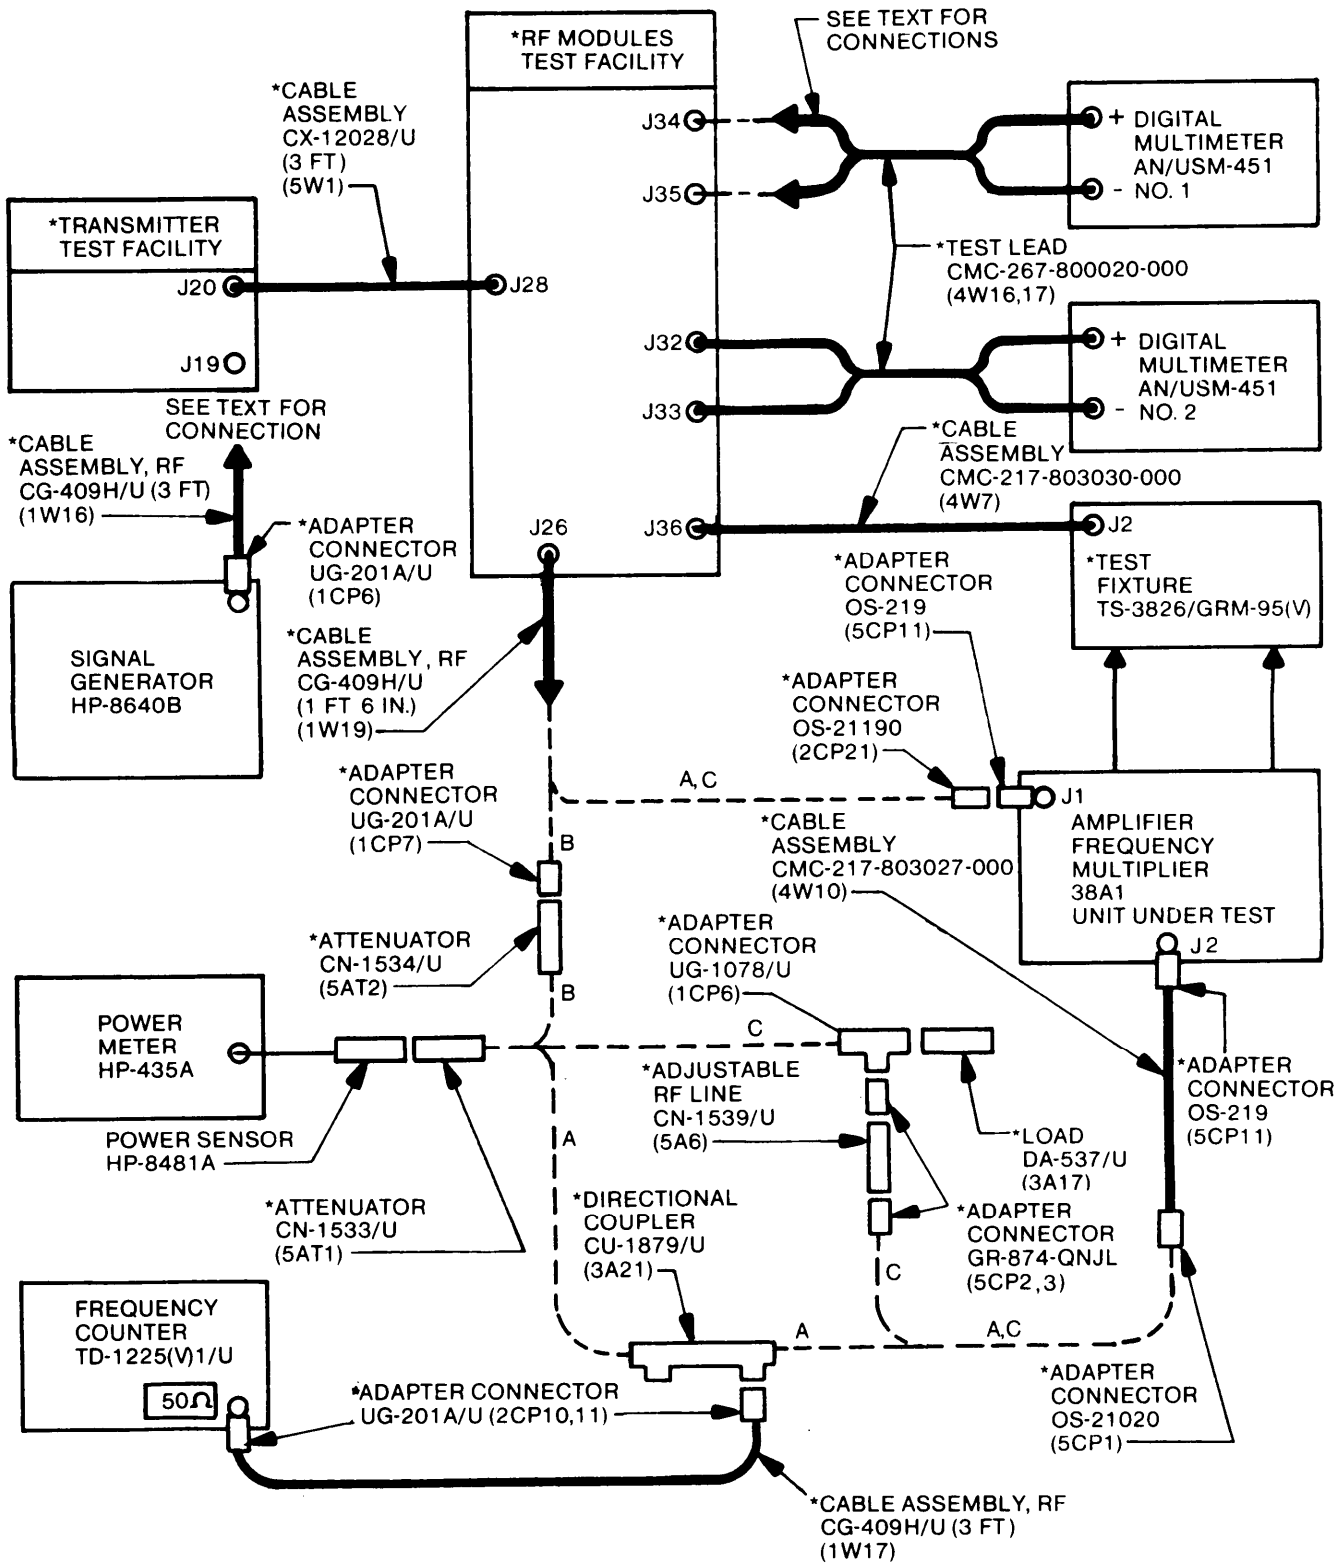 *RF MODULES
TEST FACILITY
SEE TEXT FOR
CONNECTIONS
*CABLE
ASSEMBLY
CX-12028/U
(3 FT)
(5W1)
J34
J35
+ DIGITAL
MULTIMETER
AN/USM-451
- NO. 1
*TRANSMITTER
TEST FACILITY
J20
J19
J28
*TEST LEAD
CMC-267-800020-000
(4W16,17)
J32
J33
+ DIGITAL
MULTIMETER
AN/USM-451
- NO. 2
SEE TEXT FOR
CONNECTION
*CABLE
ASSEMBLY, RF
CG-409H/U (3 FT)
(1W16)
*CABLE
ASSEMBLY
CMC-217-803030-000
(4W7)
J36
J26
J2
*TEST
FIXTURE
TS-3826/GRM-95(V)
*ADAPTER
CONNECTOR
UG-201A/U
(1CP6)
*ADAPTER
CONNECTOR
OS-219
(5CP11)
SIGNAL
GENERATOR
HP-8640B
*CABLE
ASSEMBLY, RF
CG-409H/U
(1 FT 6 IN.)
(1W19)
*ADAPTER
CONNECTOR
OS-21190
(2CP21)
*ADAPTER
CONNECTOR
UG-201A/U
(1CP7)
A, C
B
J1
AMPLIFIER
FREQUENCY
MULTIPLIER
38A1
UNIT UNDER TEST
J2
*CABLE
ASSEMBLY
CMC-217-803027-000
(4W10)
*ATTENUATOR
CN-1534/U
(5AT2)
B
*ADAPTER
CONNECTOR
UG-1078/U
(1CP6)
C
POWER
METER
HP-435A
POWER SENSOR
HP-8481A
*ADJUSTABLE
RF LINE
CN-1539/U
(5A6)
A
*ADAPTER
CONNECTOR
OS-219
(5CP11)
*LOAD
DA-537/U
(3A17)
*ATTENUATOR
CN-1533/U
(5AT1)
*DIRECTIONAL
COUPLER
CU-1879/U
(3A21)
*ADAPTER
CONNECTOR
GR-874-QNJL
(5CP2,3)
C
A
A,C
FREQUENCY
COUNTER
TD-1225(V)1/U
50Ω
*ADAPTER CONNECTOR
UG-201A/U (2CP10,11)
*ADAPTER
CONNECTOR
OS-21020
(5CP1)
*CABLE ASSEMBLY, RF
CG-409H/U (3 FT)
(1W17)